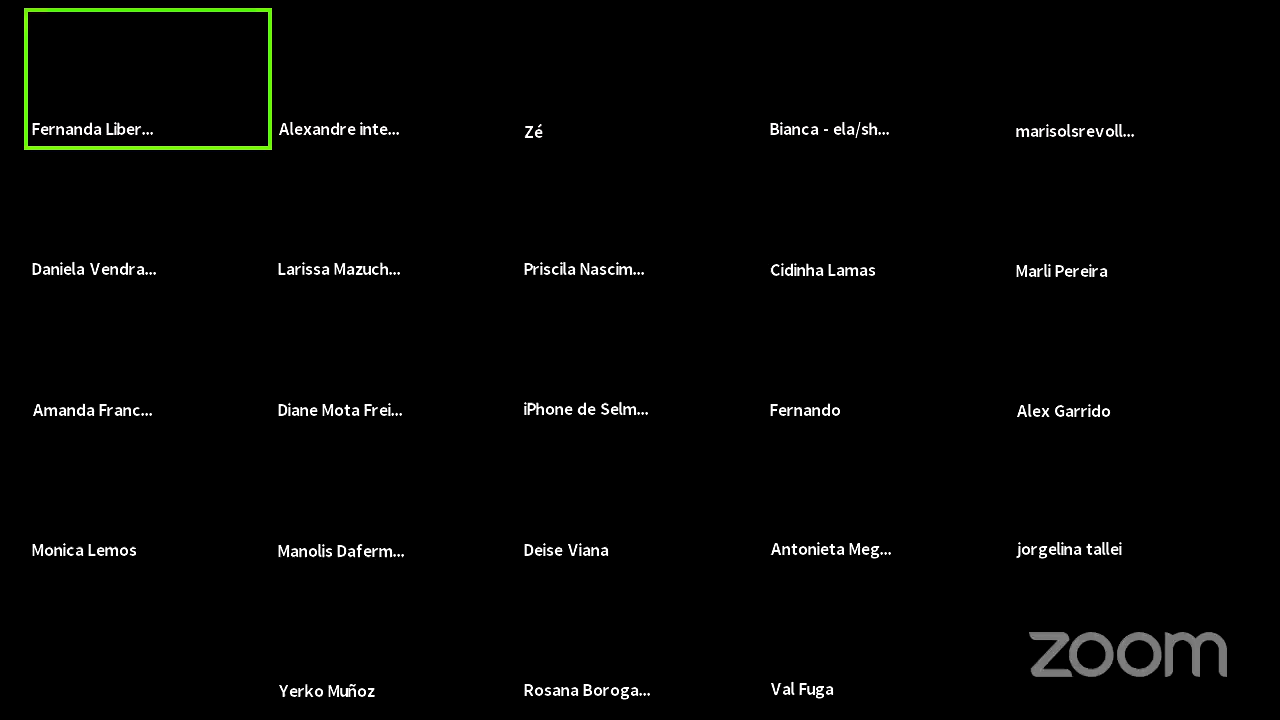 Fernanda Liber...
Alexandre inte...
Zé
Bianca - ela/sh...
marisolsrevoll...
Daniela Vendra...
Larissa Mazuch...
Priscila Nascim...
Cidinha Lamas
Marli Pereira
Amanda Franc...
Diane Mota Frei...
iPhone de Selm...
Fernando
Alex Garrido
Monica Lemos
Manolis Daferm...
Deise Viana
Antonieta Meg...
jorgelina tallei
Yerko Muñoz
Rosana Boroga...
Val Fuga
zoom